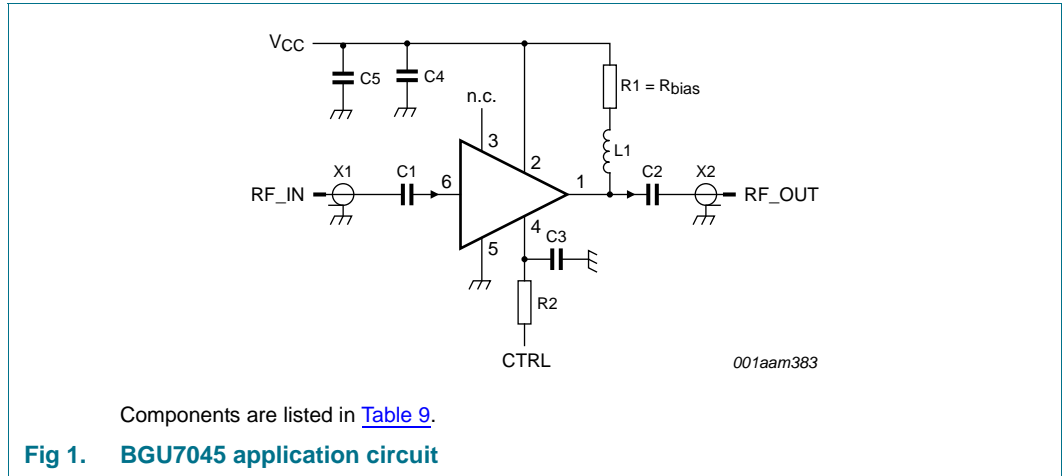 VCC
C5
C4
n.c.
R1 = Rbias
3
2
L1
X1
C1
6
1
C2
X2
RF_IN
RF_OUT
4
C3
5
R2
CTRL
001aam383
Components are listed in Table 9.
Fig 1. BGU7045 application circuit